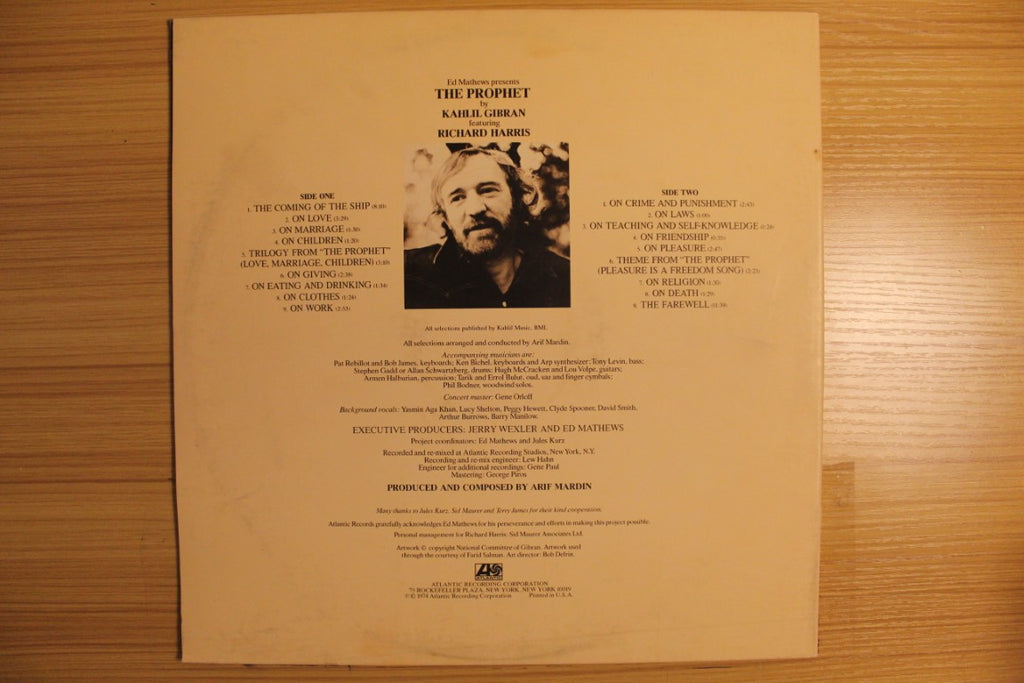 Ed Mathews presents
THE PROPHET
by
KAHLIL GIBRAN
featuring
RICHARD HARRIS
SIDE ONE
1. THE COMING OF THE SHIP (8:10)
2. ON LOVE (3:29)
3. ON MARRIAGE (1:36)
4. ON CHILDREN (1:20)
5. TRILOGY FROM "THE PROPHET"
(LOVE, MARRIAGE, CHILDREN) (3:10)
6. ON GIVING (2:38)
7. ON EATING AND DRINKING (1:34)
8. ON CLOTHES (1:24)
9. ON WORK (2:53)
SIDE TWO
1. ON CRIME AND PUNISHMENT (2:43)
2. ON LAWS
3. ON TEACHING AND SELF-KNOWLEDGE
4. ON FRIENDSHIP
5. ON PLEASURE (2:47)
6. THEME FROM "THE PROPHET"
(PLEASURE IS A FREEDOM SONG) (2:23)
7. ON RELIGION (1:30)
8. ON DEATH (1:29)
9. THE FAREWELL
All selections published by Kahlil Music, BMI.
All selections arranged and conducted by Arif Mardin.
Accompanying musicians are:
Pat Rebillot and Bob James, keyboards; Ken Bichel, keyboards and Arp synthesizer; Tony Levin, bass;
Stephen Gadd or Allan Schwartzberg, drums; Hugh McCracken and Lou Volpe, guitars;
Armen Halburian, percussion; Tarik and Errol Bulut, oud, saz and finger cymbals;
Phil Bodner, woodwind solos.
Concert master: Gene Orloff
Background vocals: Yasmin Aga Khan, Lucy Shelton, Peggy Hewett, Clyde Spooner, David Smith,
Arthur Burrows, Barry Manilow.
EXECUTIVE PRODUCERS: JERRY WEXLER AND ED MATHEWS
Project coordinators: Ed Mathews and Jules Kurz
Recorded and re-mixed at Atlantic Recording Studios, New York, N.Y.
Recording and re-mix engineer: Lew Hahn
Engineer for additional recordings: Gene Paul
Mastering: George Piros
PRODUCED AND COMPOSED BY ARIF MARDIN
Many thanks to Jules Kurz, Sid Maurer and Terry James for their kind cooperation.
Atlantic Records gratefully acknowledges Ed Mathews for his perseverance and efforts in making this project possible.
Personal management for Richard Harris: Sid Maurer Associates Ltd.
Artwork © copyright National Committee of Gibran. Artwork used
through the courtesy of Farid Salman. Art director: Bob Defrin.
ATLANTIC
ATLANTIC RECORDING CORPORATION
75 ROCKEFELLER PLAZA, NEW YORK, NEW YORK 10019
℗© 1974 Atlantic Recording Corporation Printed in U.S.A.